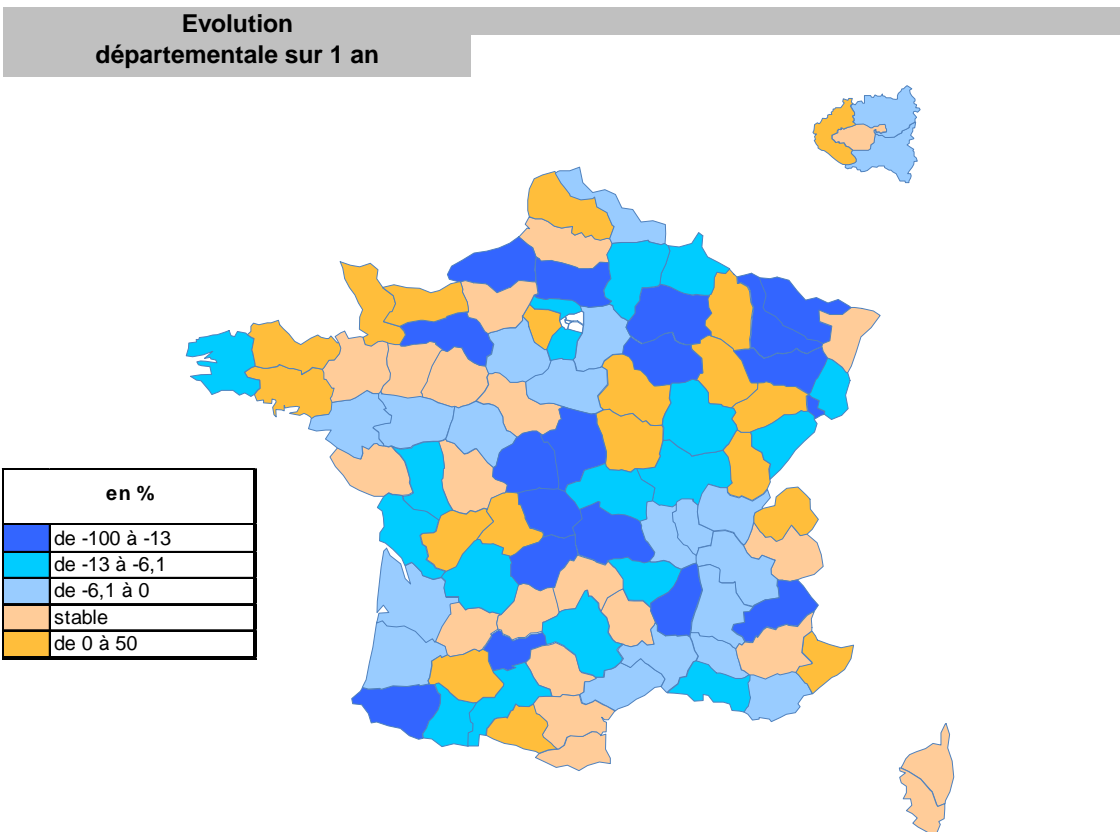 Evolution
départementale sur 1 an
en %
de -100 à -13
de -13 à -6,1
de -6,1 à 0
stable
de 0 à 50